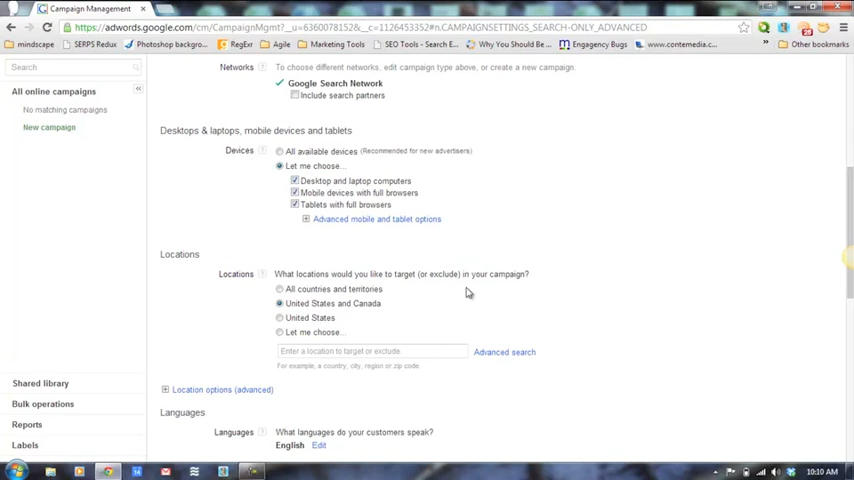 Campaign Management
https://adwords.google.com/cm/CampaignMgmt?__u=6360078152&__c=1126453352#n.CAMPAIGNSETTINGS_SEARCH-ONLY_ADVANCED
mindscape SERPS Redux Photoshop backgro... RegExr Agile Marketing Tools SEO Tools - Search E... Why You Should Be ... Engagency Bugs www.contemedia.com/... Other bookmarks
Search
All online campaigns
No matching campaigns
New campaign
Networks ? To choose different networks, edit campaign type above, or create a new campaign.
Google Search Network
Include search partners
Desktops & laptops, mobile devices and tablets
Devices ? All available devices (Recommended for new advertisers)
Let me choose...
Desktop and laptop computers
Mobile devices with full browsers
Tablets with full browsers
Advanced mobile and tablet options
Locations
Locations ? What locations would you like to target (or exclude) in your campaign?
All countries and territories
United States and Canada
United States
Let me choose...
Enter a location to target or exclude. Advanced search
For example, a country, city, region or zip code.
Location options (advanced)
Languages
Languages ? What languages do your customers speak?
English Edit
Shared library
Bulk operations
Reports
Labels
10:10 AM